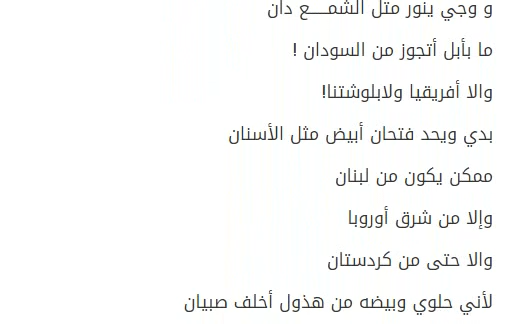 و وجي ينور متل الشمـــــع دان
ما بأبل أتجوز من السودان !
والا أفريقيا ولابلوشتنا!
بدي ويحد فتحان أبيض مثل الأسنان
ممكن يكون من لبنان
وإلا من شرق أوروبا
والا حتى من كردستان
لأني حلوي وبيضه من هذول أخلف صبيان